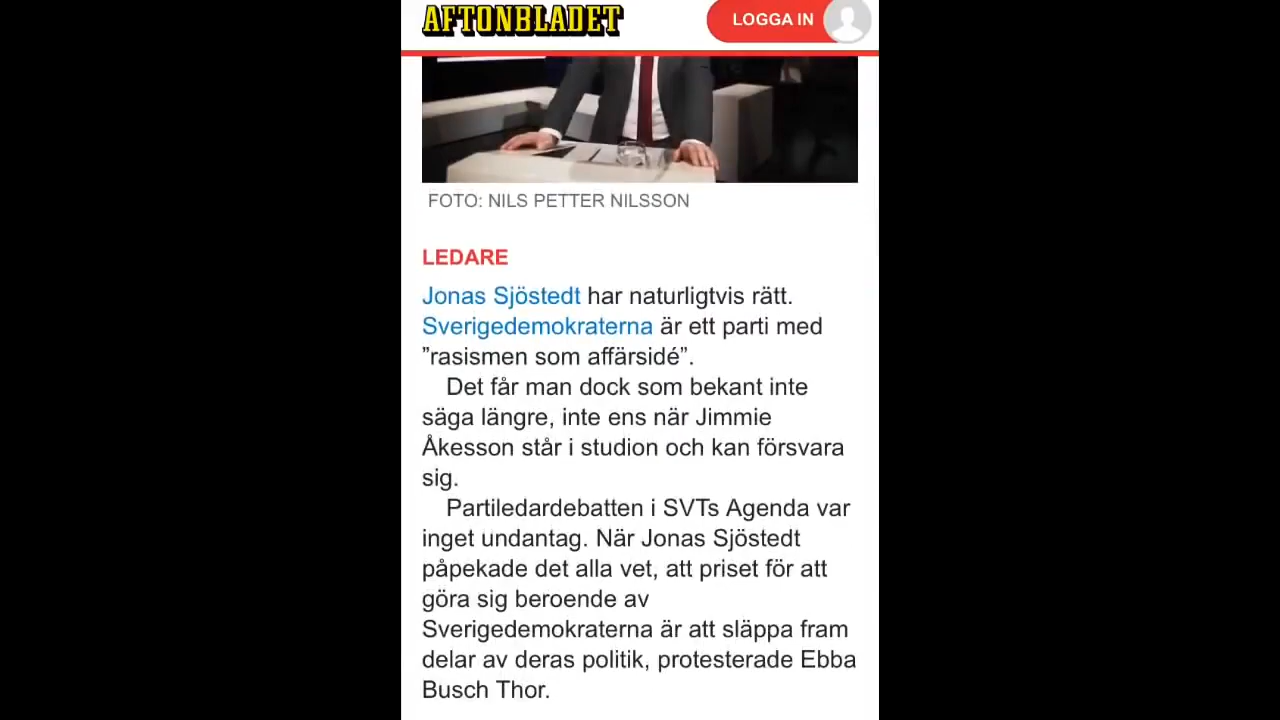 AFTONBLADET
LOGGA IN
FOTO: NILS PETTER NILSSON
LEDARE
Jonas Sjöstedt har naturligtvis rätt.
Sverigedemokraterna är ett parti med
”rasismen som affärsidé”.
Det får man dock som bekant inte
säga längre, inte ens när Jimmie
Åkesson står i studion och kan försvara
sig.
Partiledardebatten i SVTs Agenda var
inget undantag. När Jonas Sjöstedt
påpekade det alla vet, att priset för att
göra sig beroende av
Sverigedemokraterna är att släppa fram
delar av deras politik, protesterade Ebba
Busch Thor.